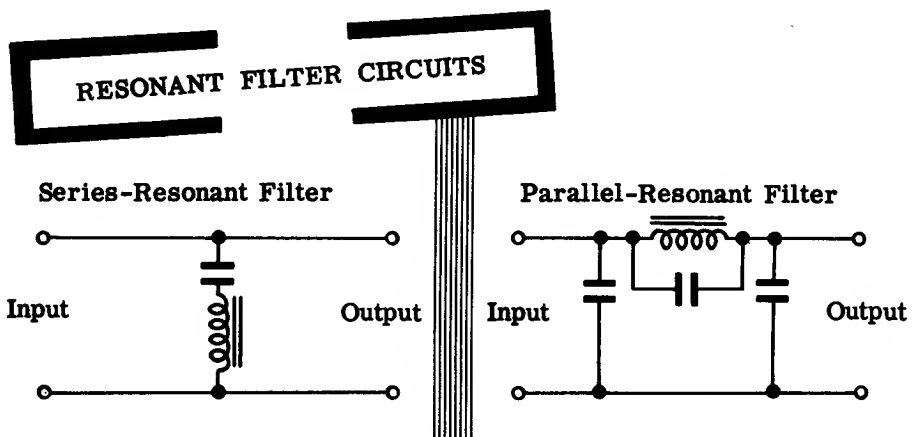 RESONANT FILTER CIRCUITS
Series-Resonant Filter
Input
Output
Parallel-Resonant Filter
Input
Output